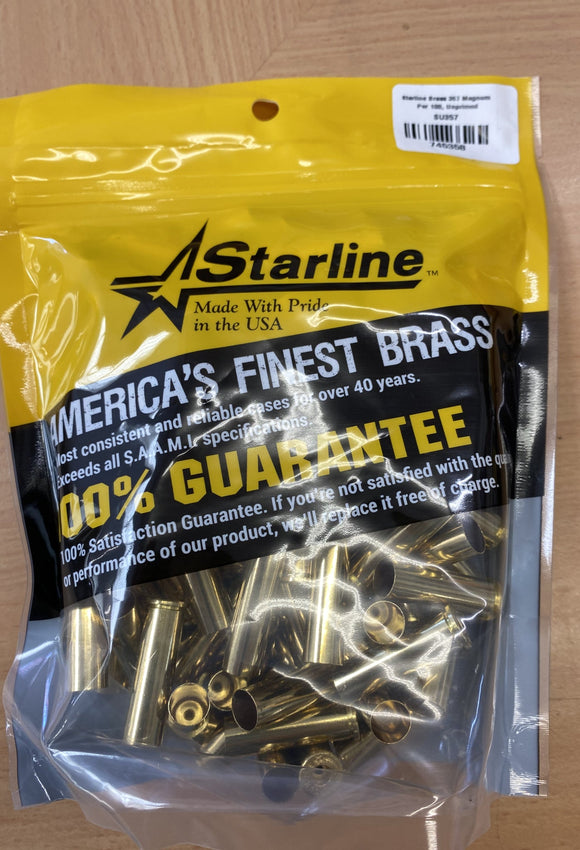 Starline Brass 357 Magnum
Per 100, Unprimed
SU357
745358
Starline™
Made With Pride
in the USA
AMERICA'S FINEST BRASS
Most consistent and reliable cases for over 40 years.
Exceeds all S.A.A.M.I. specifications.
00% GUARANTEE
100% Satisfaction Guarantee. If you're not satisfied with the
or performance of our product, we'll replace it free of charge.